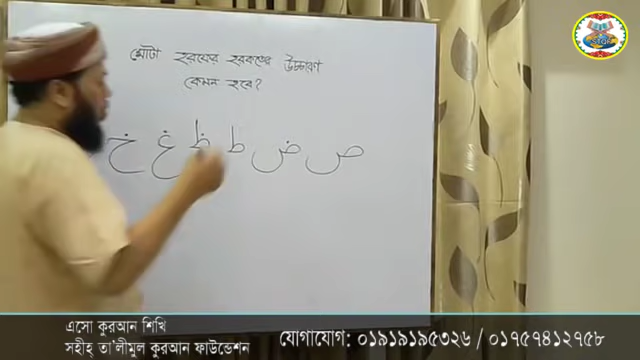 মোটা হরফের হরকতের উচ্চারণ
কেমন হবে?
خ غ ظ ط ض ص
এসো কুরআন শিখি
সহীহ্ তা'লীমুল কুরআন ফাউন্ডেশন
যোগাযোগ: ০১৯১৯১৯৫৩২৬ / ০১৭৫৭৪১২৭৫৮